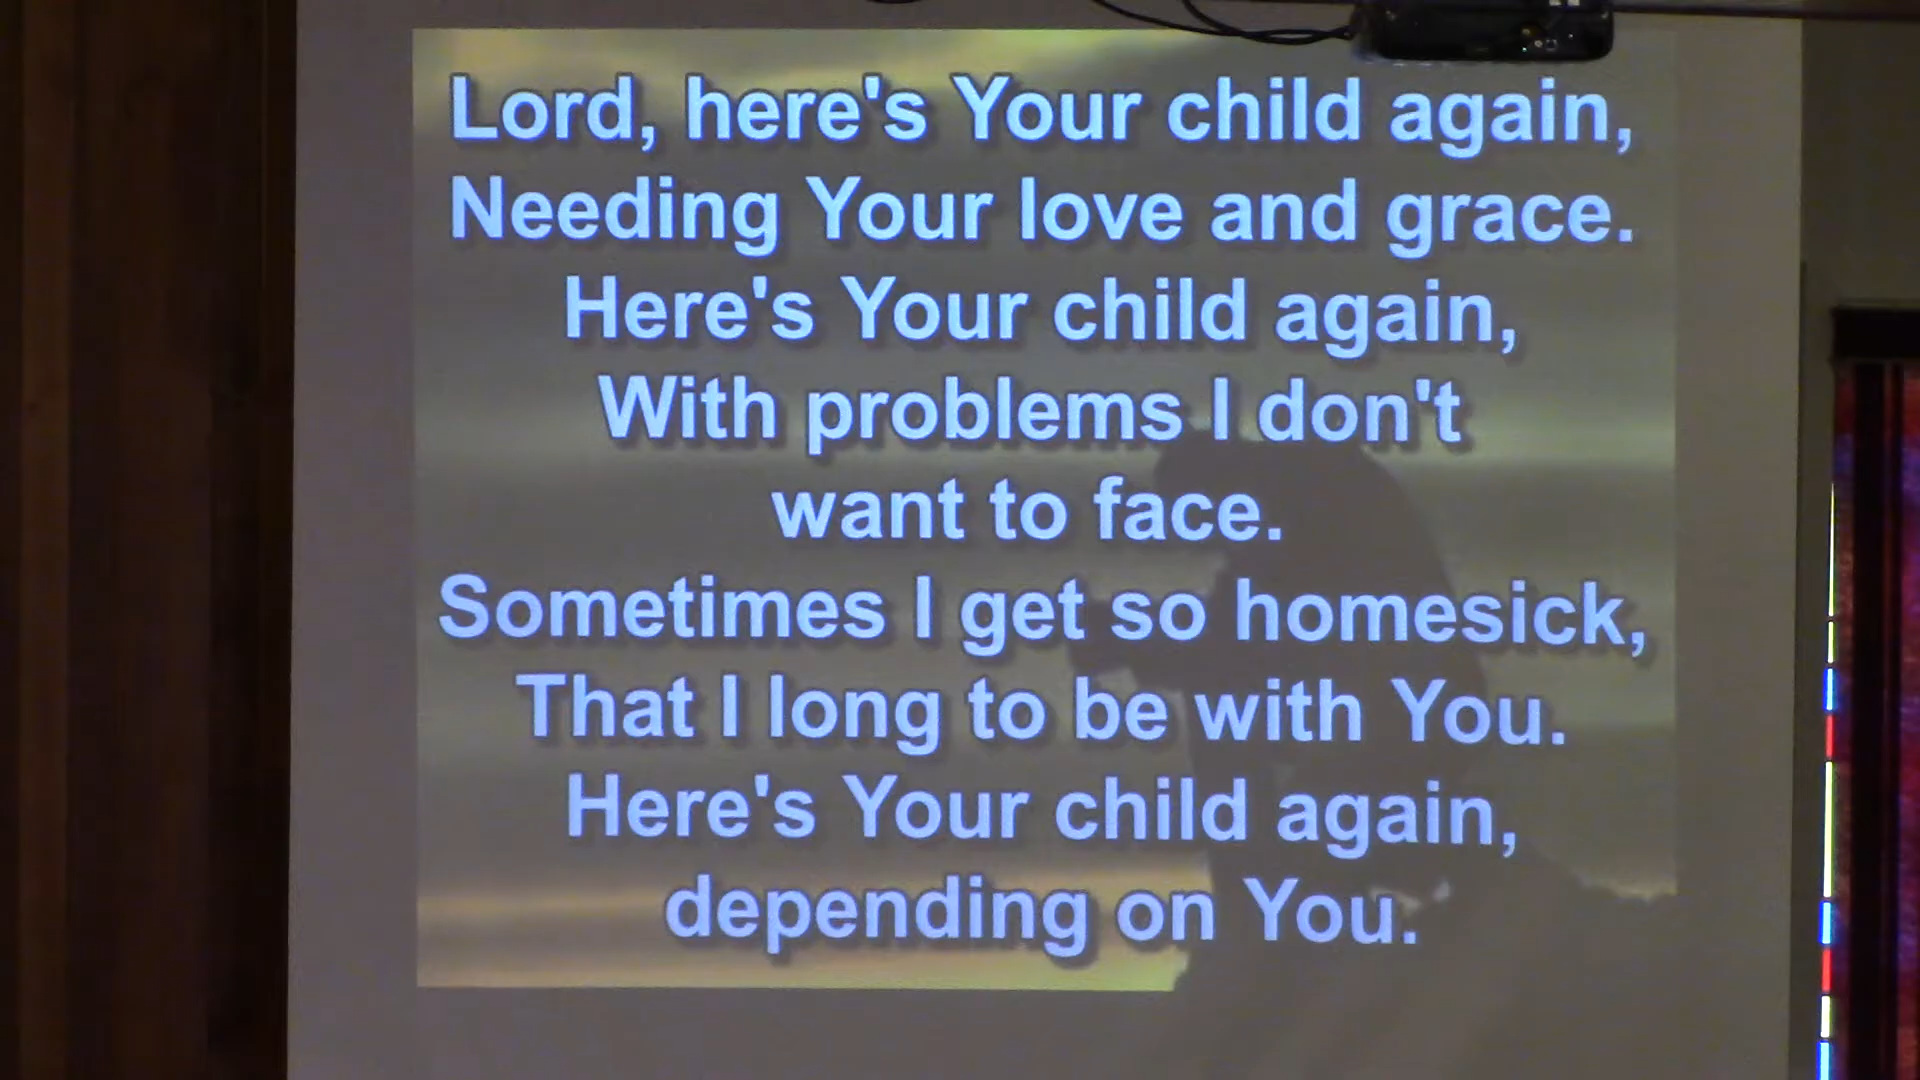 Lord, here's Your child again,
Needing Your love and grace.
Here's Your child again,
With problems I don't
want to face.
Sometimes I get so homesick,
That I long to be with You.
Here's Your child again,
depending on You.